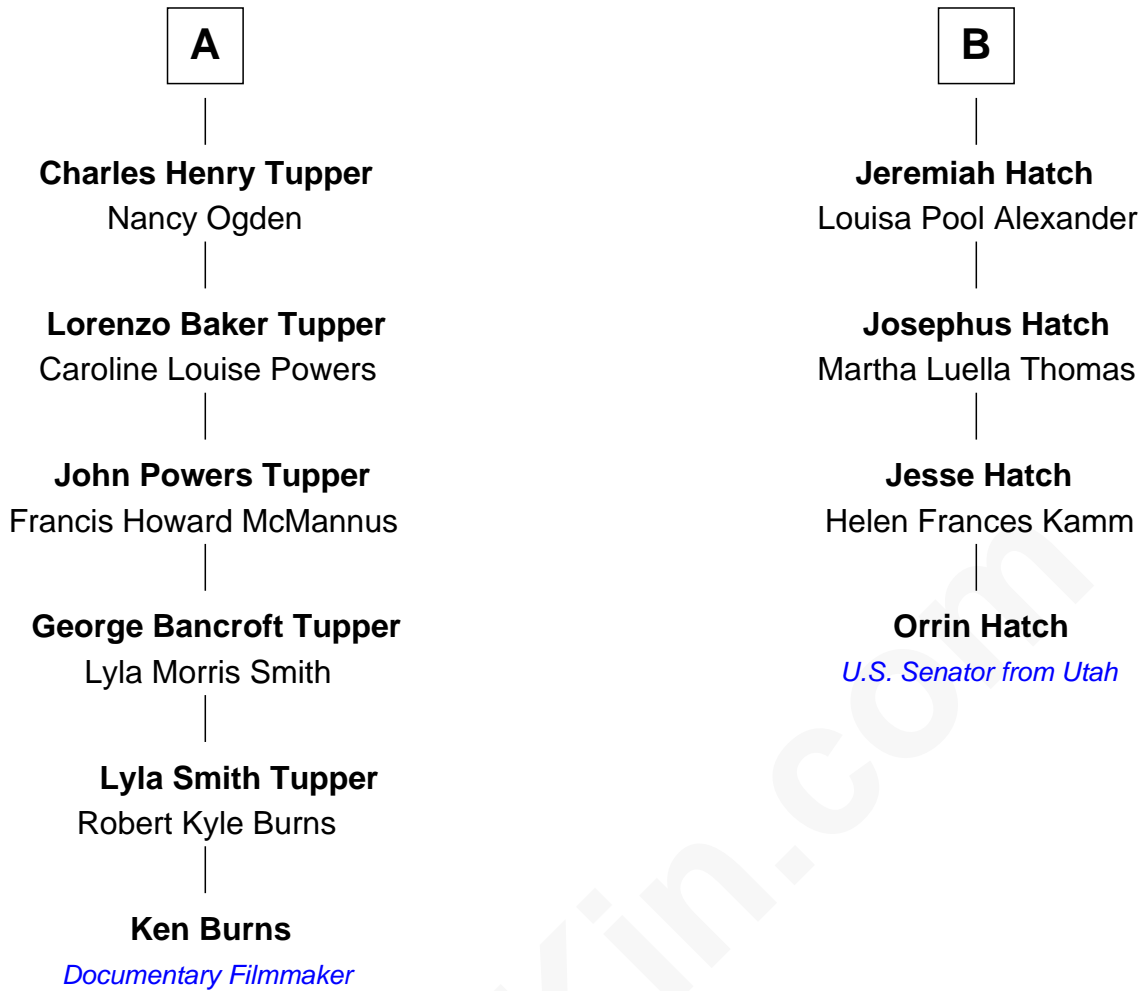 A
Charles Henry Tupper
Nancy Ogden
Lorenzo Baker Tupper
Caroline Louise Powers
John Powers Tupper
Francis Howard McMannus
George Bancroft Tupper
Lyla Morris Smith
Lyla Smith Tupper
Robert Kyle Burns
Ken Burns
Documentary Filmmaker
B
Jeremiah Hatch
Louisa Pool Alexander
Josephus Hatch
Martha Luella Thomas
Jesse Hatch
Helen Frances Kamm
Orrin Hatch
U.S. Senator from Utah
Kin.com